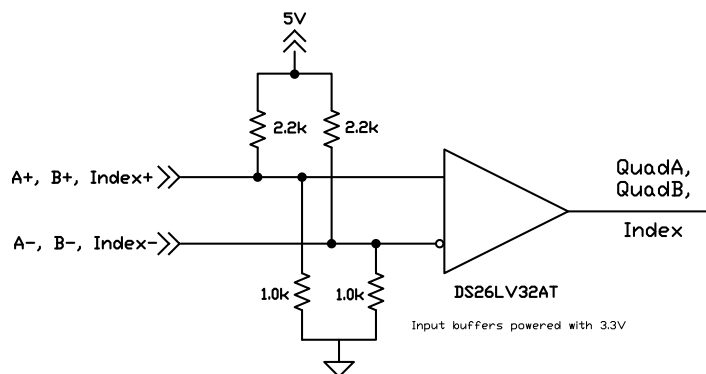 5V
2.2k 2.2k
A+, B+, Index+
QuadA,
QuadB,
A-, B-, Index-
Index
1.0k 1.0k
DS26LV32AT
Input buffers powered with 3.3V